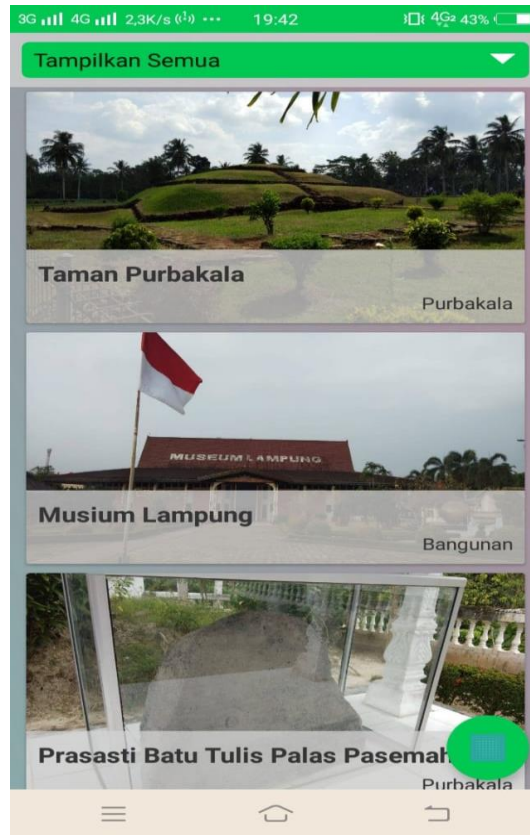 3G 4G 2,3K/s ••• 19:42 4G2 43%
Tampilkan Semua
Taman Purbakala
Purbakala
MUSEUM LAMPUNG
Musium Lampung
Bangunan
Prasasti Batu Tulis Palas Pasemah
Purbakala